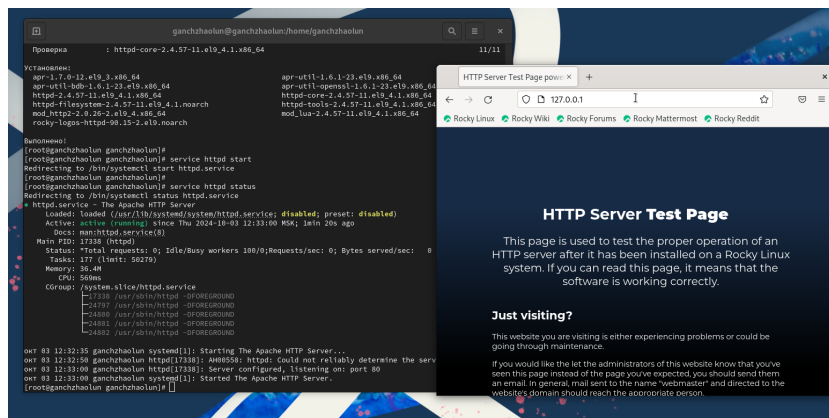 ganchzhaolun@ganchzhaolun:/home/ganchzhaolun
Проверка : httpd-core-2.4.57-11.el9_4.1.x86_64 11/11
Установлен:
apr-1.7.0-12.el9_3.x86_64 apr-util-1.6.1-23.el9.x86_64
apr-util-bdb-1.6.1-23.el9.x86_64 apr-util-openssl-1.6.1-23.el9.x86_64
httpd-2.4.57-11.el9_4.1.x86_64 httpd-core-2.4.57-11.el9_4.1.x86_64
httpd-filesystem-2.4.57-11.el9_4.1.noarch httpd-tools-2.4.57-11.el9_4.1.x86_64
mod_http2-2.0.26-2.el9_4.x86_64 mod_lua-2.4.57-11.el9_4.1.x86_64
rocky-logos-httpd-90.15-2.el9.noarch
Выполнено!
[root@ganchzhaolun ganchzhaolun]#
[root@ganchzhaolun ganchzhaolun]# service httpd start
Redirecting to /bin/systemctl start httpd.service
[root@ganchzhaolun ganchzhaolun]#
[root@ganchzhaolun ganchzhaolun]# service httpd status
Redirecting to /bin/systemctl status httpd.service
● httpd.service - The Apache HTTP Server
Loaded: loaded (/usr/lib/systemd/system/httpd.service; disabled; preset: disabled)
Active: active (running) since Thu 2024-10-03 12:33:00 MSK; 1min 20s ago
Docs: man:httpd.service(8)
Main PID: 17338 (httpd)
Status: "Total requests: 0; Idle/Busy workers 100/0;Requests/sec: 0; Bytes served/sec: 0
Tasks: 177 (limit: 50279)
Memory: 36.4M
CPU: 569ms
CGroup: /system.slice/httpd.service
├─17338 /usr/sbin/httpd -DFOREGROUND
├─24797 /usr/sbin/httpd -DFOREGROUND
├─24800 /usr/sbin/httpd -DFOREGROUND
├─24801 /usr/sbin/httpd -DFOREGROUND
└─24802 /usr/sbin/httpd -DFOREGROUND
окт 03 12:32:35 ganchzhaolun systemd[1]: Starting The Apache HTTP Server...
окт 03 12:32:50 ganchzhaolun httpd[17338]: AH00558: httpd: Could not reliably determine the serv
окт 03 12:33:00 ganchzhaolun httpd[17338]: Server configured, listening on: port 80
окт 03 12:33:00 ganchzhaolun systemd[1]: Started The Apache HTTP Server.
[root@ganchzhaolun ganchzhaolun]#
HTTP Server Test Page powe
127.0.0.1
Rocky Linux Rocky Wiki Rocky Forums Rocky Mattermost Rocky Reddit
HTTP Server Test Page
This page is used to test the proper operation of an
HTTP server after it has been installed on a Rocky Linux
system. If you can read this page, it means that the
software is working correctly.
Just visiting?
This website you are visiting is either experiencing problems or could be
going through maintenance.
If you would like the let the administrators of this website know that you've
seen this page instead of the page you've expected, you should send them
an email. In general, mail sent to the name "webmaster" and directed to the
website's domain should reach the appropriate person.